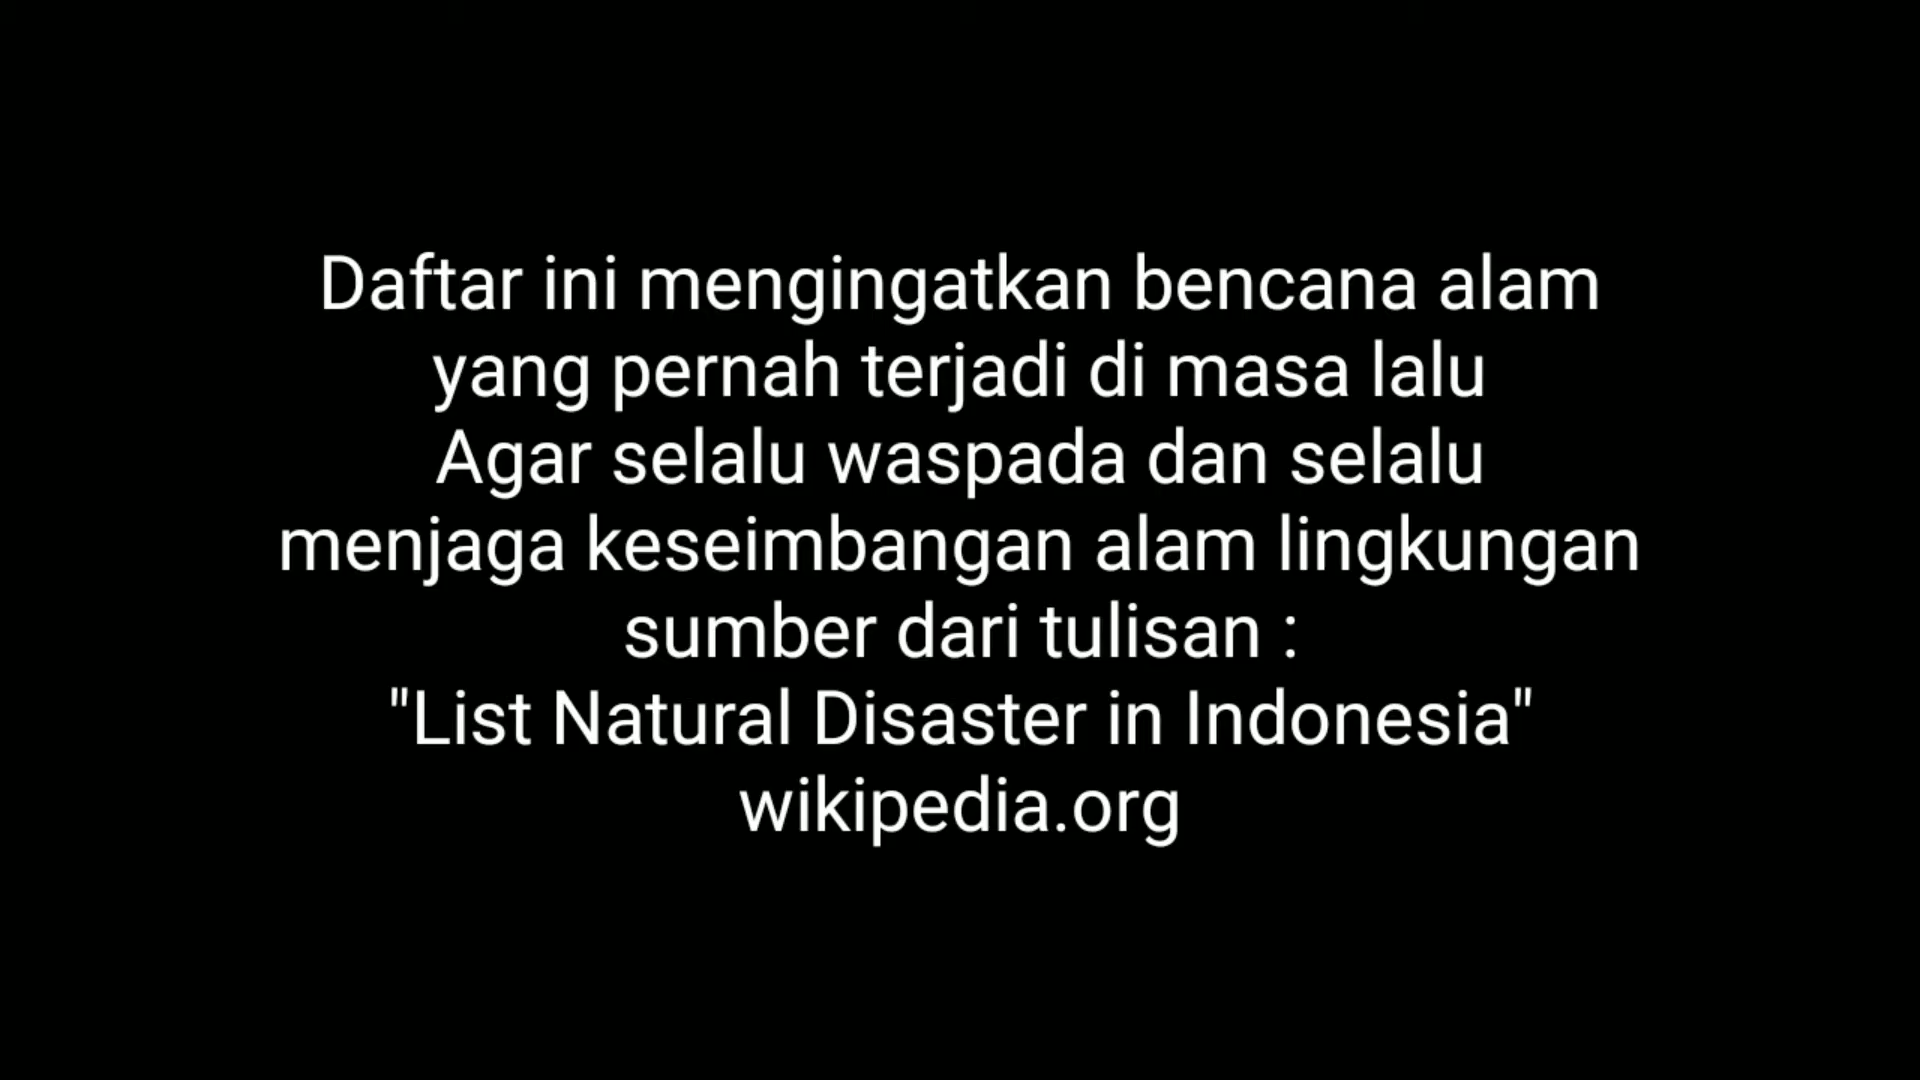 Daftar ini mengingatkan bencana alam
yang pernah terjadi di masa lalu
Agar selalu waspada dan selalu
menjaga keseimbangan alam lingkungan
sumber dari tulisan :
"List Natural Disaster in Indonesia"
wikipedia.org